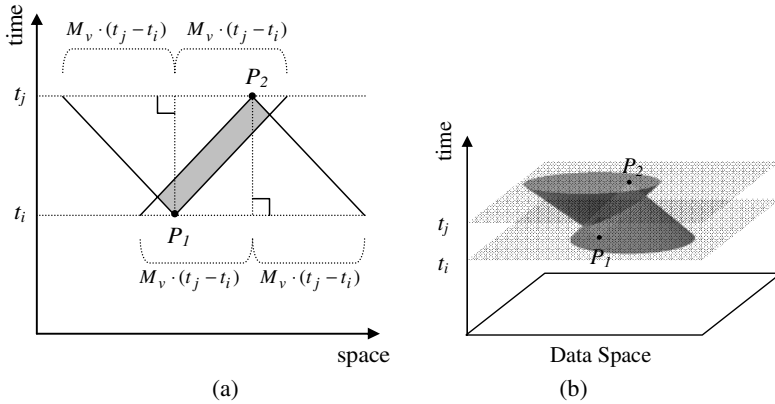 time
M_v · (t_j − t_i) M_v · (t_j − t_i)
P_2
t_j
t_i
P_1
M_v · (t_j − t_i) M_v · (t_j − t_i)
space
(a)
time
P_2
t_j
P_1
t_i
Data Space
(b)